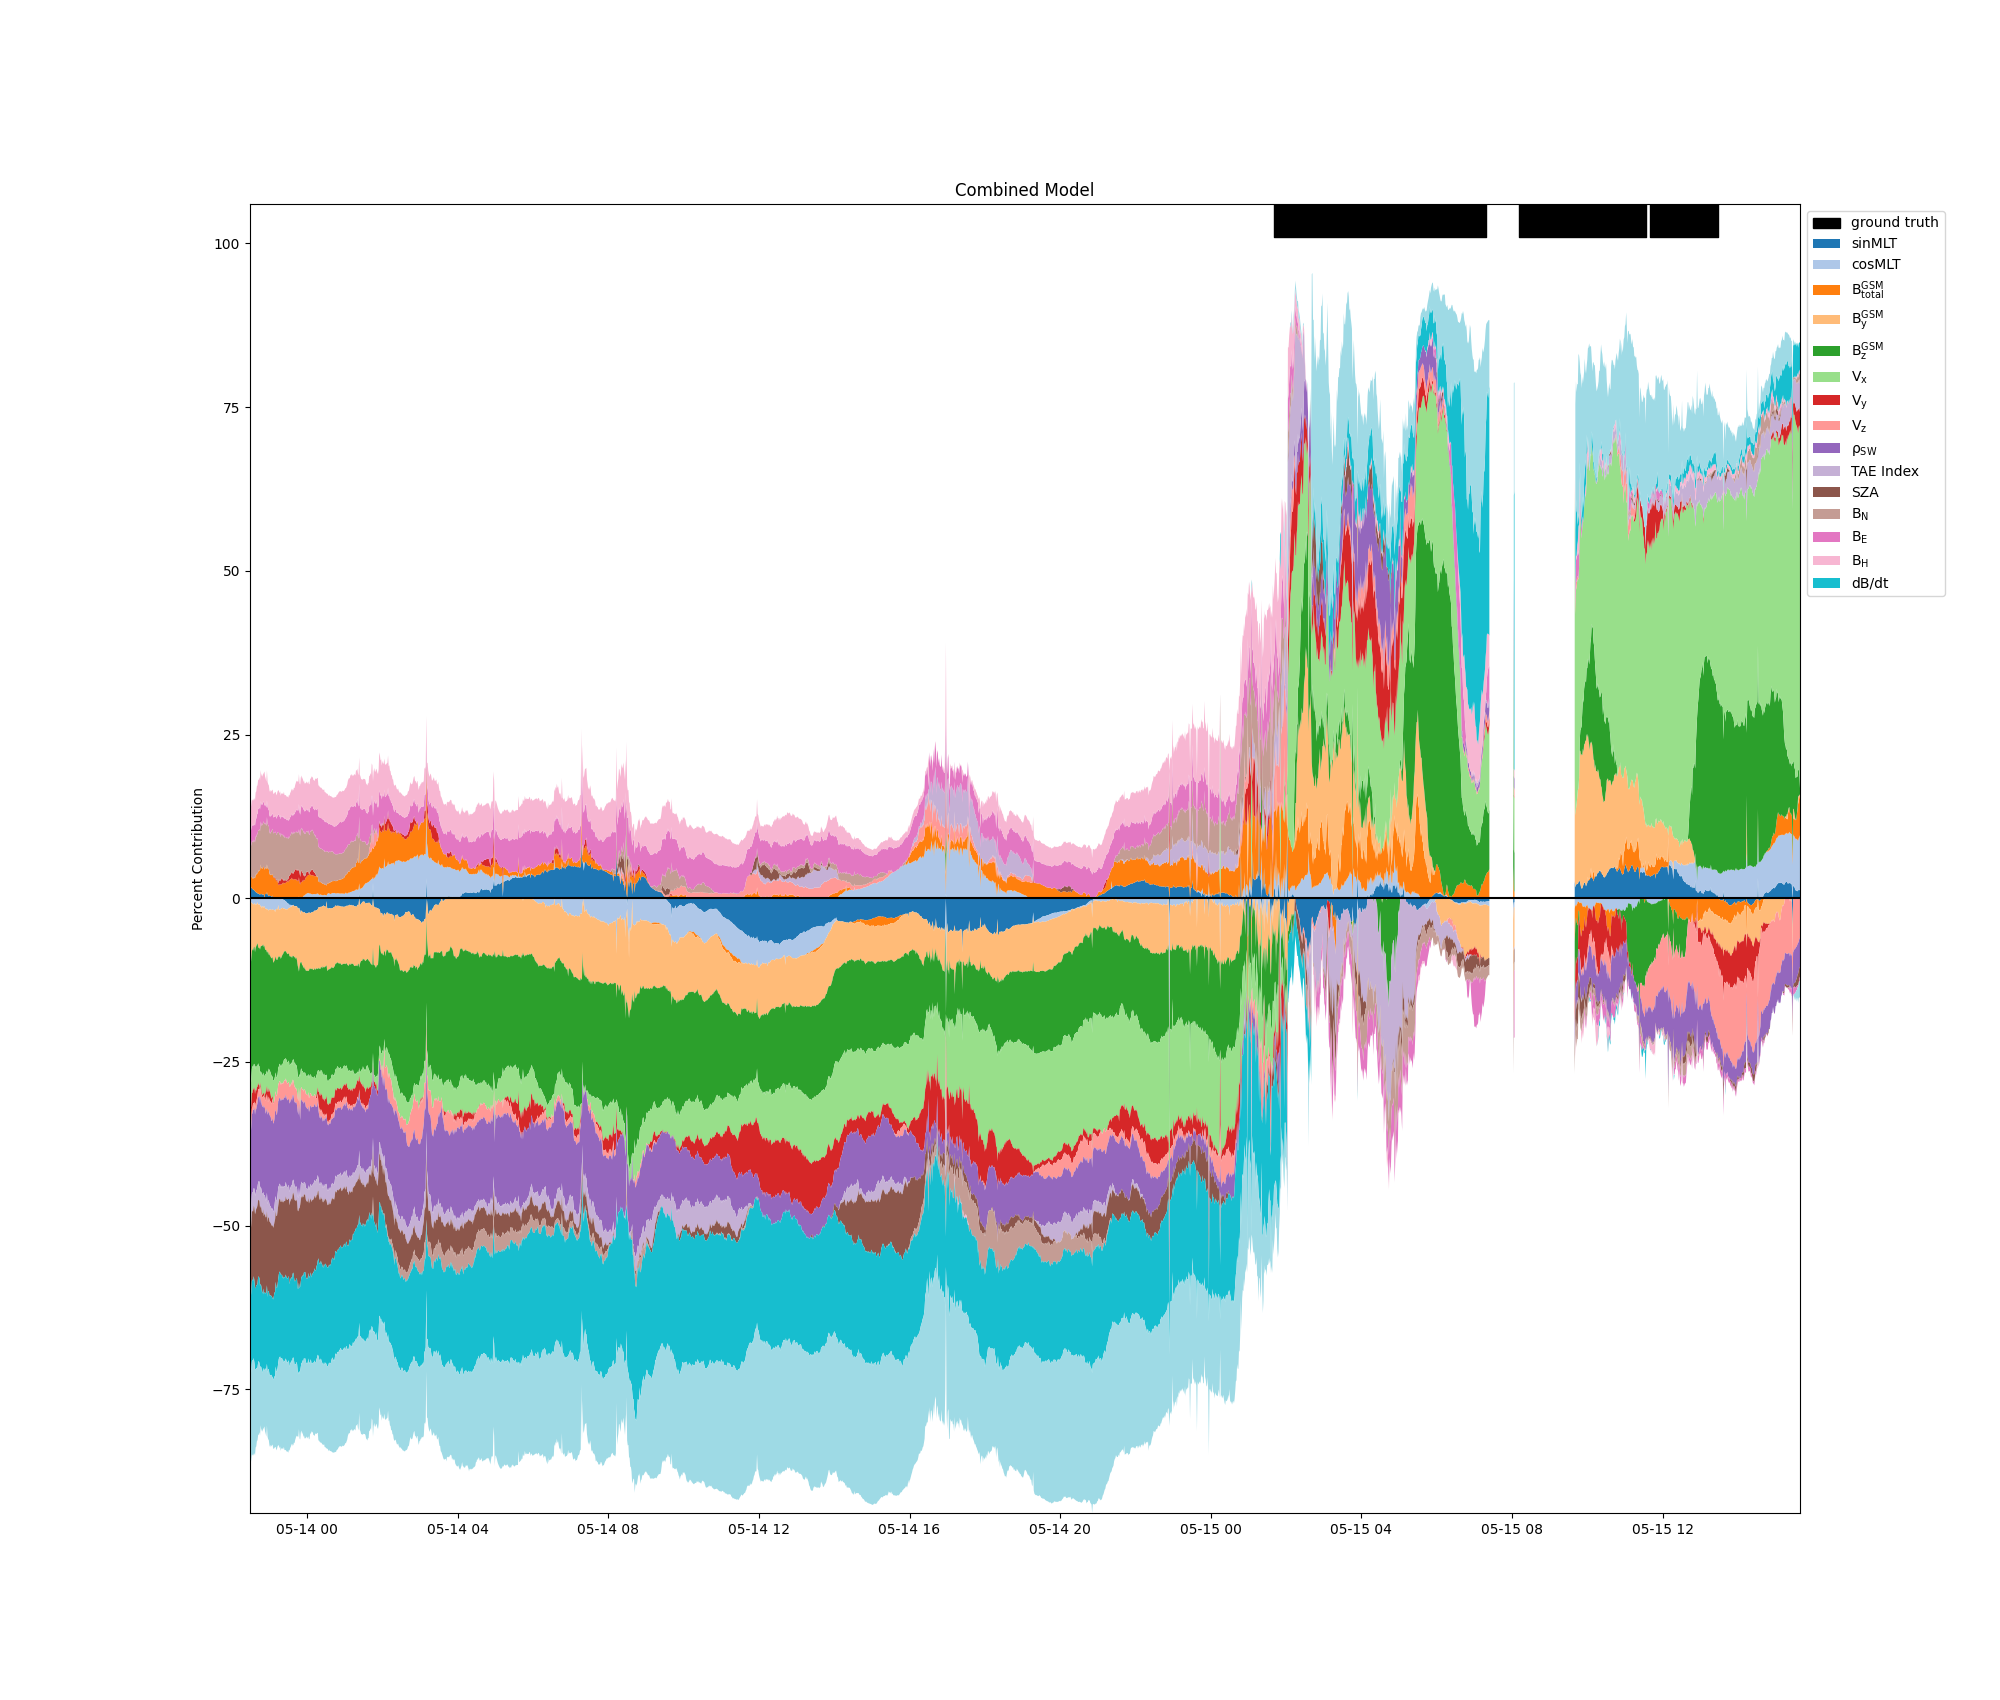 Combined Model
Percent Contribution
100
75
50
25
0
−25
−50
−75
05-14 00
05-14 04
05-14 08
05-14 12
05-14 16
05-14 20
05-15 00
05-15 04
05-15 08
05-15 12
ground truth
sinMLT
cosMLT
B_total^GSM
B_y^GSM
B_z^GSM
V_x
V_y
V_z
ρ_SW
TAE Index
SZA
B_N
B_E
B_H
dB/dt